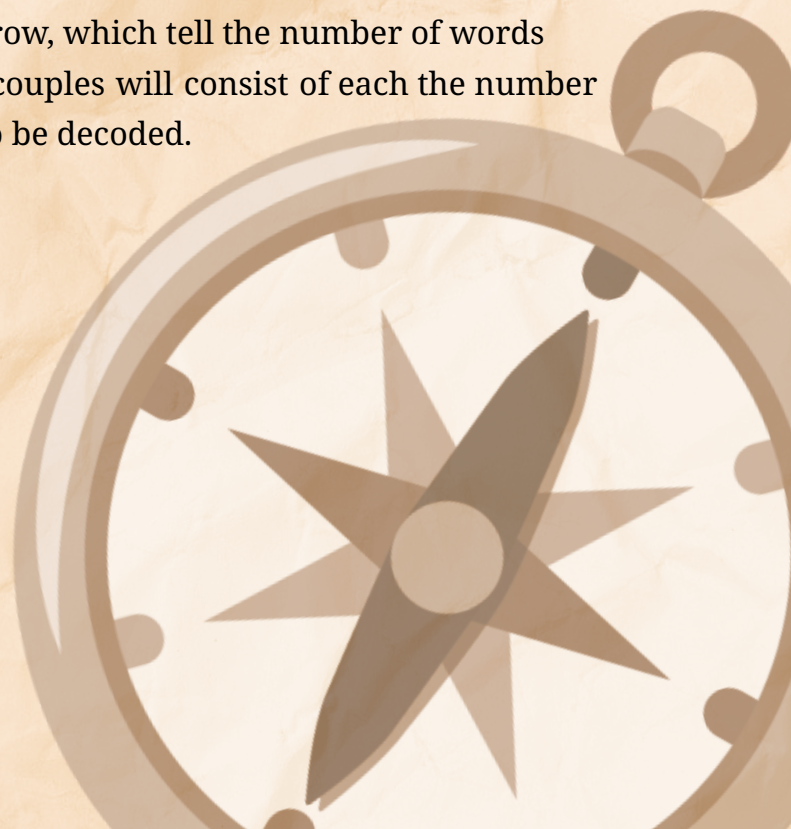 row, which tell the number of words
couples will consist of each the number
be decoded.